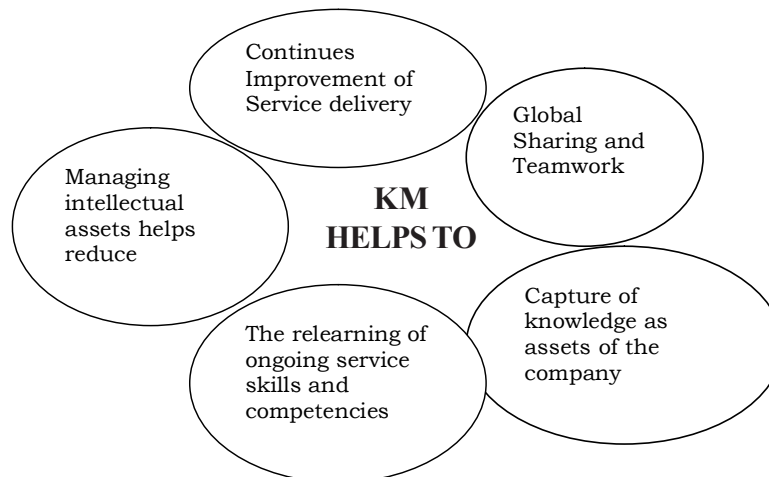 Continues
Improvement of
Service delivery
Global
Sharing and
Teamwork
Managing
intellectual
assets helps
reduce
KM
HELPS TO
Capture of
knowledge as
assets of the
company
The relearning of
ongoing service
skills and
competencies